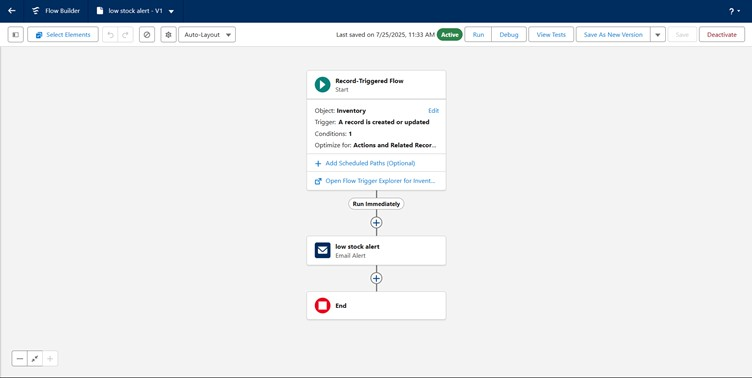 Flow Builder
low stock alert - V1
?
Select Elements
Auto-Layout
Last saved on 7/25/2025, 11:33 AM
Active
Run
Debug
View Tests
Save As New Version
Save
Deactivate
Record-Triggered Flow
Start
Object: Inventory
Edit
Trigger: A record is created or updated
Conditions: 1
Optimize for: Actions and Related Recor...
Add Scheduled Paths (Optional)
Open Flow Trigger Explorer for Invent...
Run Immediately
low stock alert
Email Alert
End